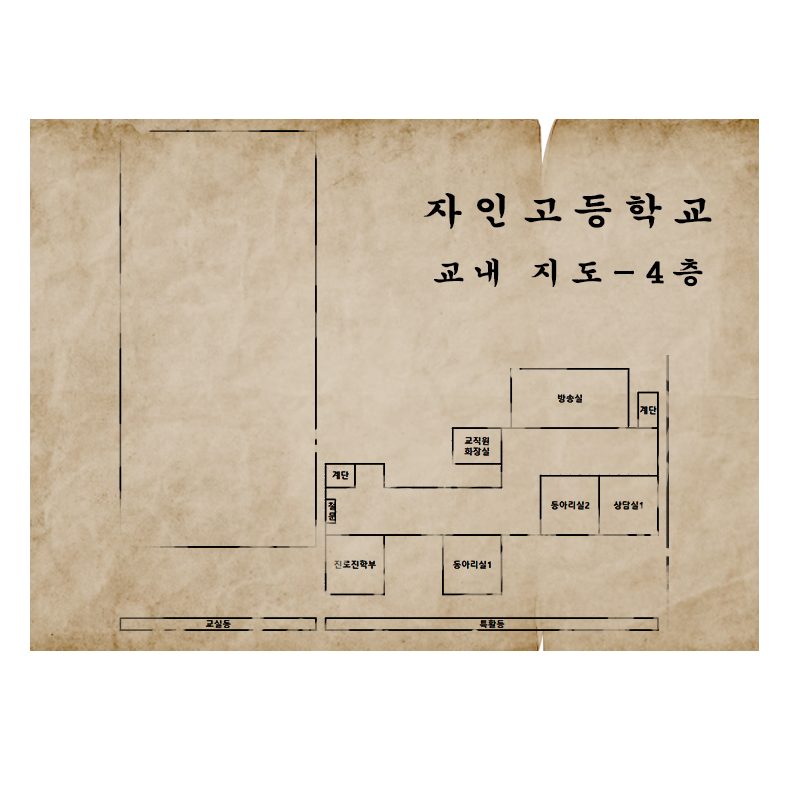 자인고등학교
교내 지도-4층
방송실
계단
교직원
화장실
계단
철문
동아리실2
상담실1
진로진학부
동아리실1
교실동
특활동